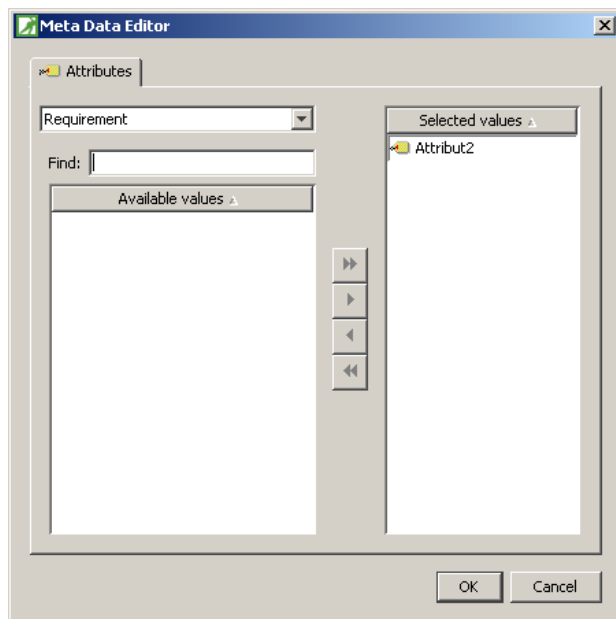 Meta Data Editor
Attributes
Requirement
Find:
Available values
Selected values
Attribut2
OK
Cancel